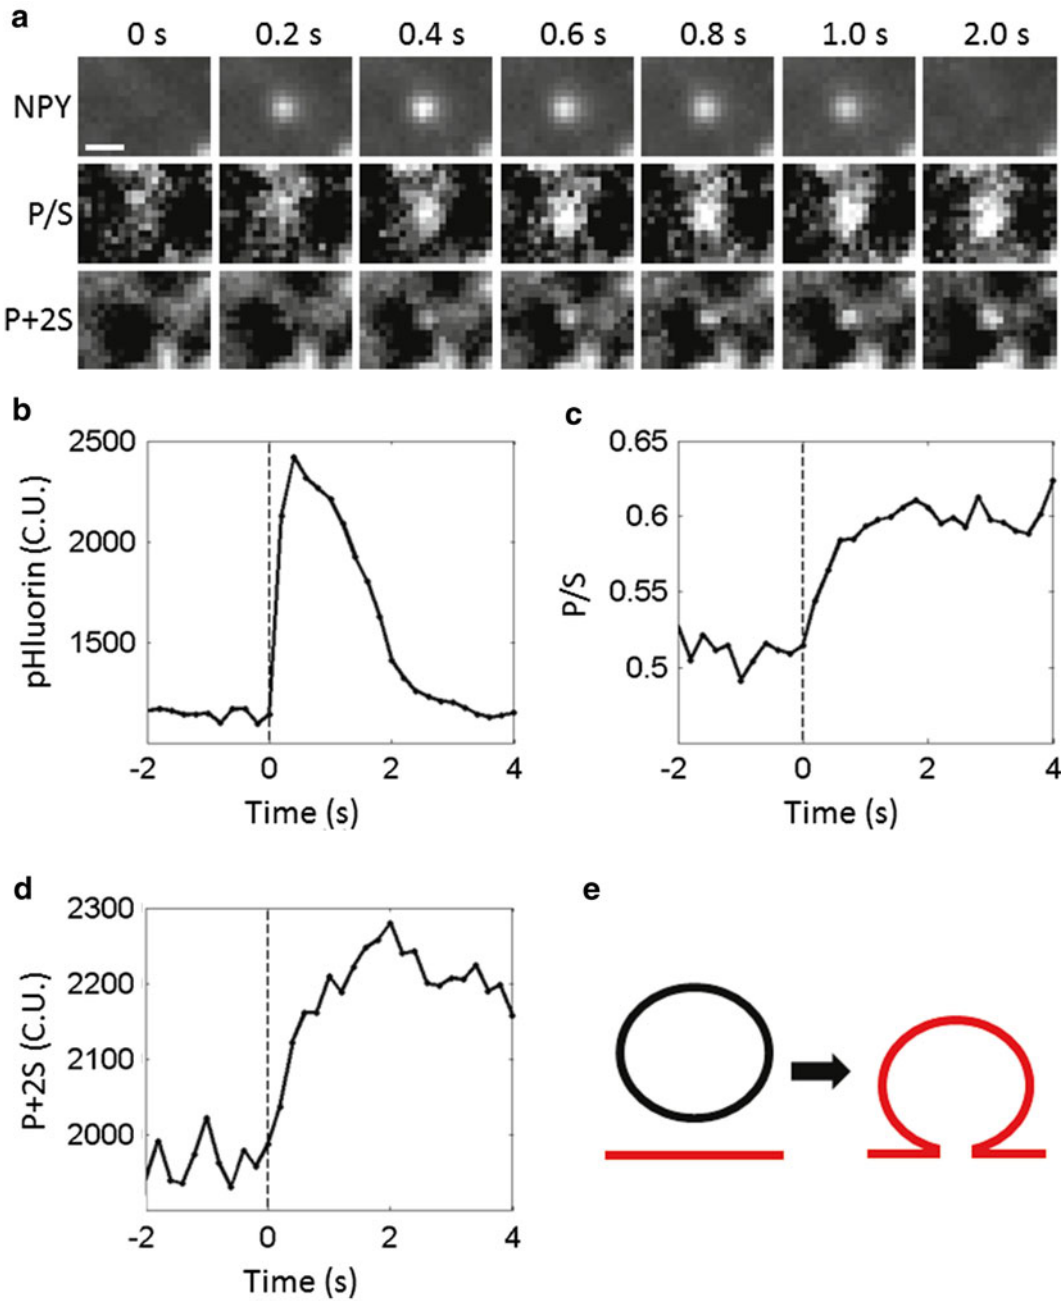 a
0 s 0.2 s 0.4 s 0.6 s 0.8 s 1.0 s 2.0 s
NPY
P/S
P+2S
b
2500
2000
1500
pHluorin (C.U.)
-2 0 2 4
Time (s)
c
0.65
0.6
0.55
0.5
P/S
-2 0 2 4
Time (s)
d
2300
2200
2100
2000
P+2S (C.U.)
-2 0 2 4
Time (s)
e